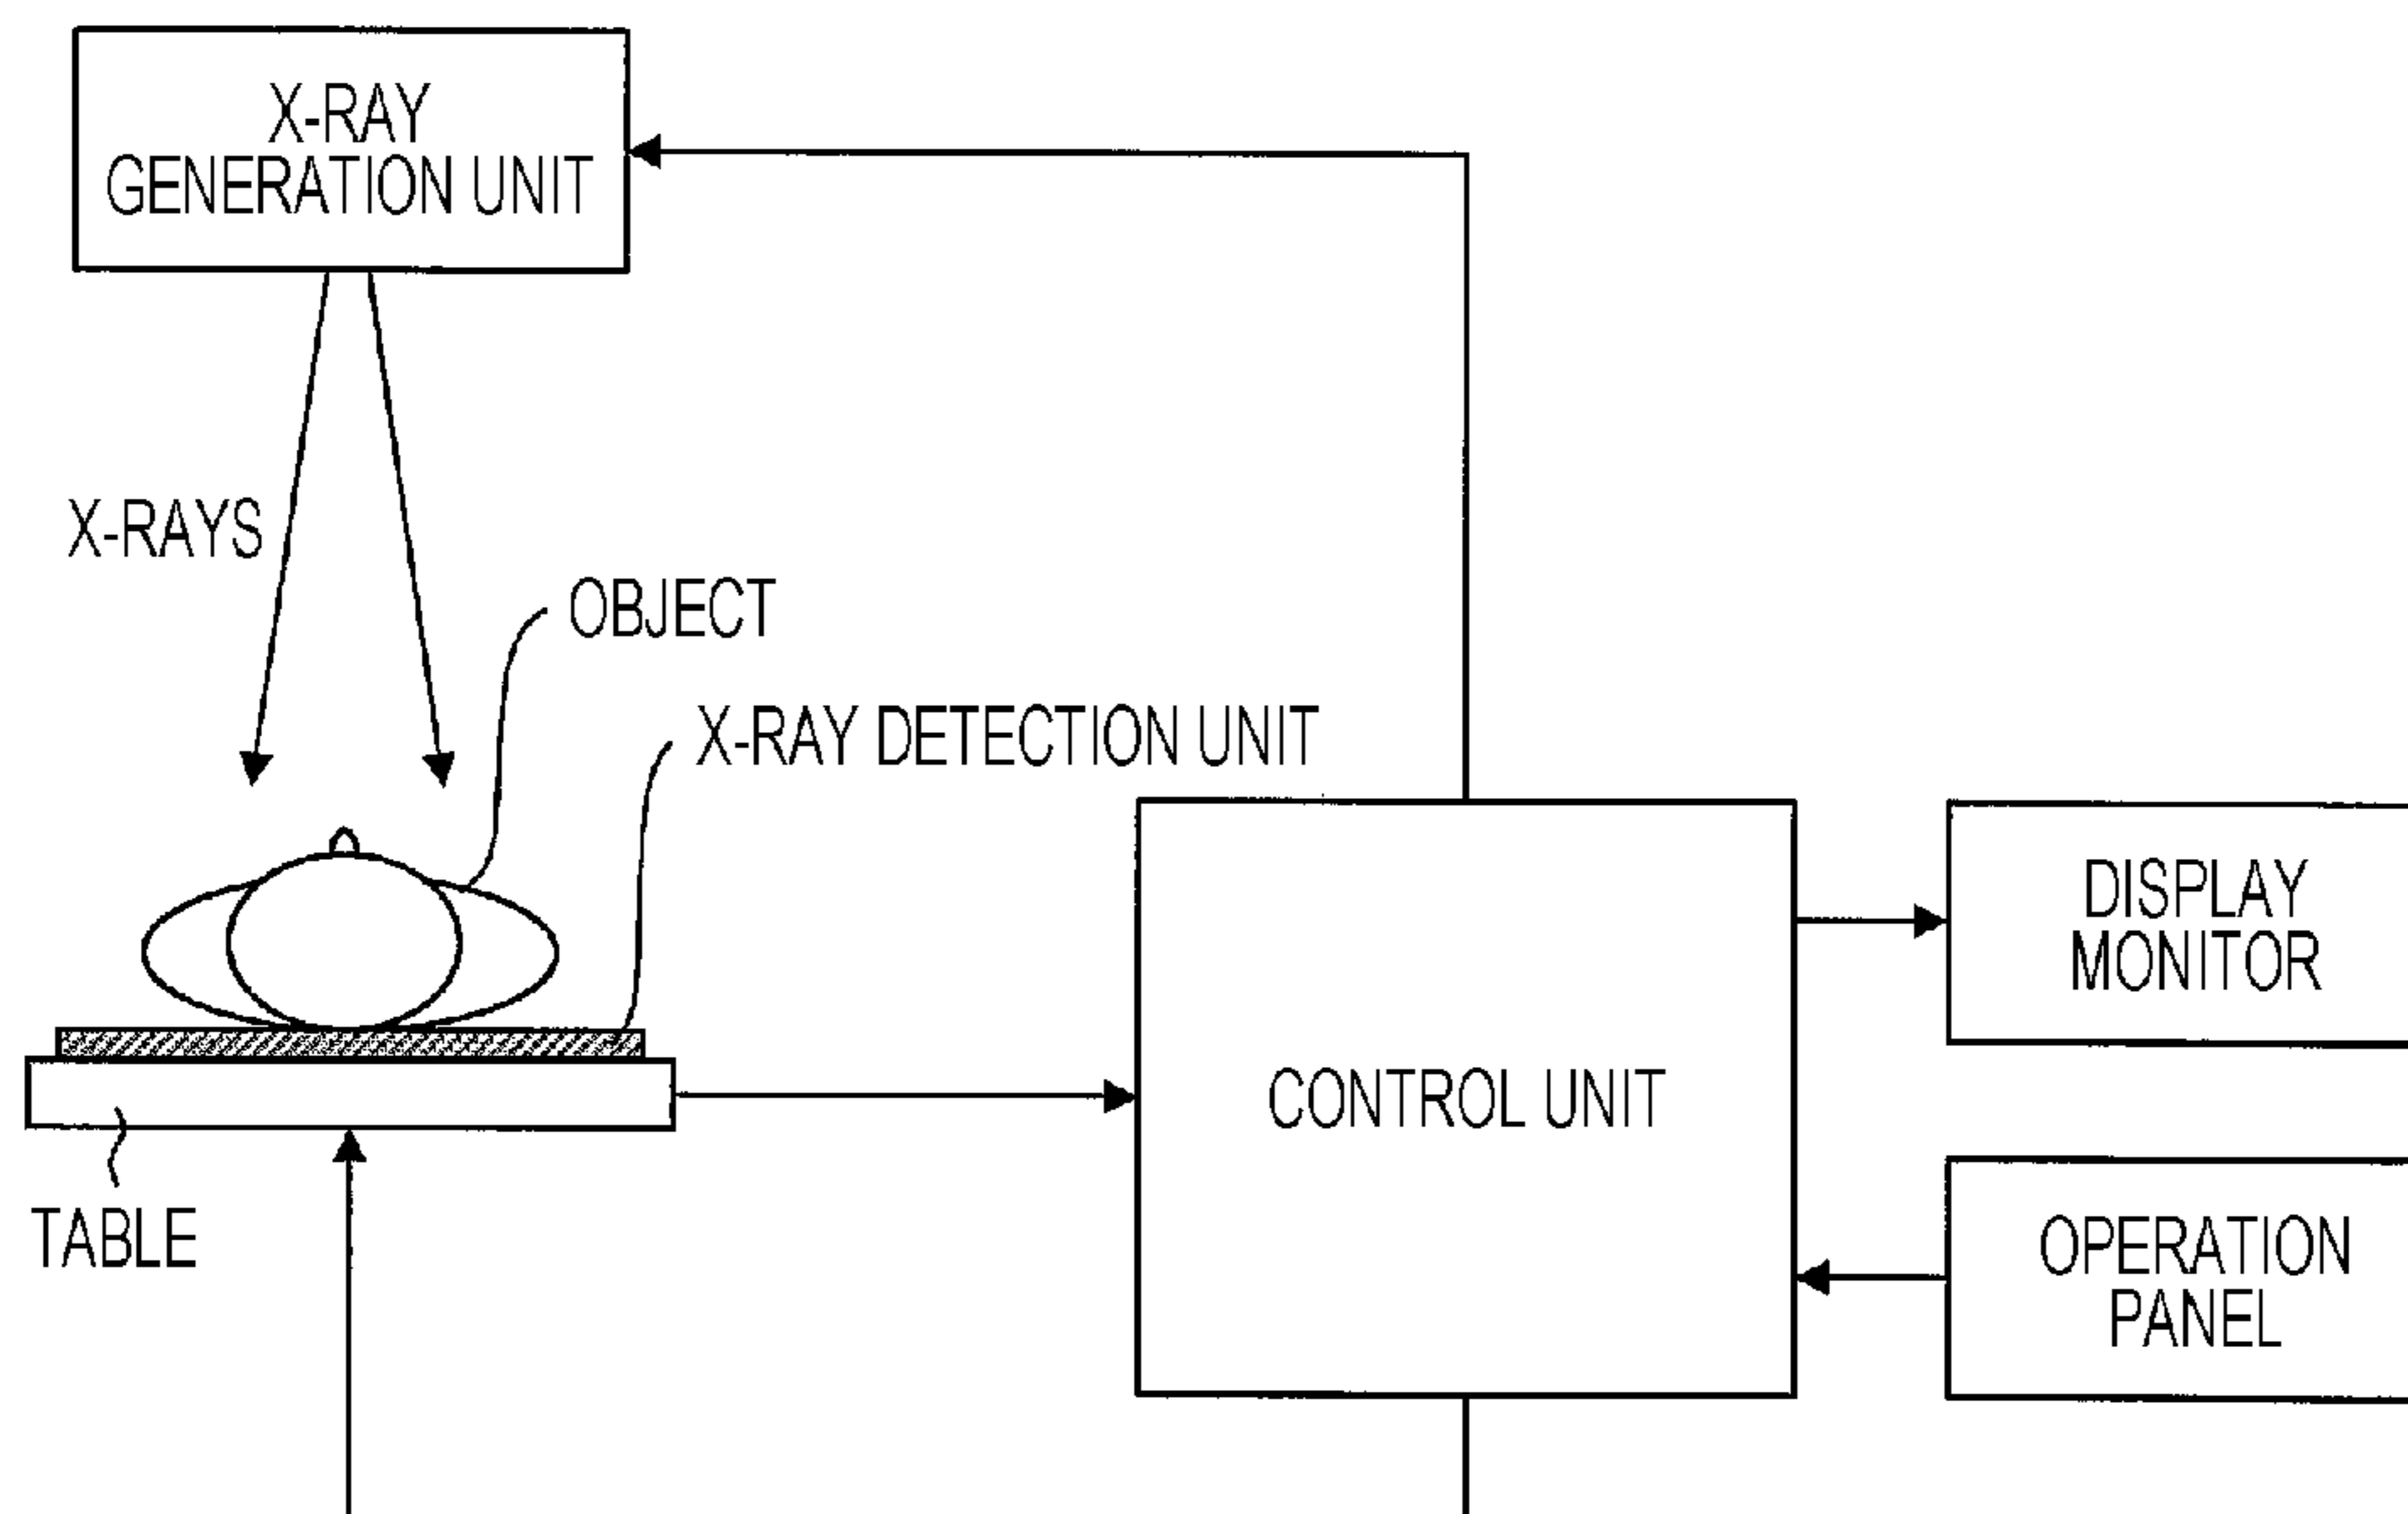 X-RAY
GENERATION UNIT
X-RAYS
OBJECT
X-RAY DETECTION UNIT
DISPLAY
MONITOR
CONTROL UNIT
TABLE
OPERATION
PANEL